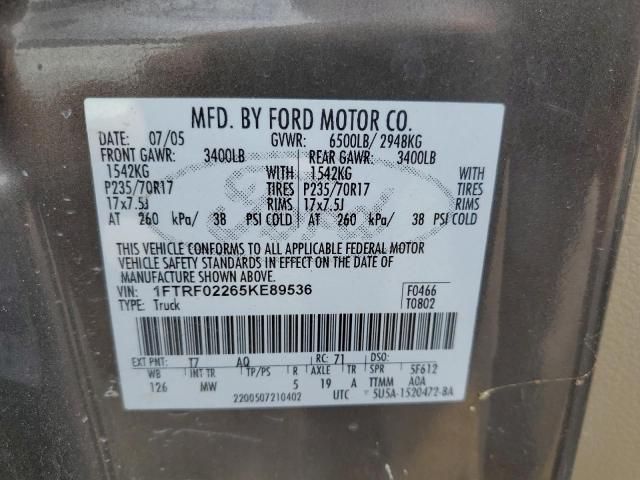 MFD. BY FORD MOTOR CO.
DATE: 07/05 GVWR: 6500LB/2948KG
FRONT GAWR: 3400LB REAR GAWR: 3400LB
1542KG WITH 1542KG WITH
P235/70R17 TIRES P235/70R17 TIRES
17x7.5J RIMS 17x7.5J RIMS
AT 260 kPa/ 38 PSI COLD AT 260 kPa/ 38 PSI COLD
THIS VEHICLE CONFORMS TO ALL APPLICABLE FEDERAL MOTOR
VEHICLE SAFETY STANDARDS IN EFFECT ON THE DATE OF
MANUFACTURE SHOWN ABOVE.
VIN: 1FTRF02265KE89536 F0466
TYPE: Truck T0802
EXT PNT: T7 AQ RC: 71 DSO:
WB INT TR TP/PS R AXLE TR SPR 5F612
126 MW 5 19 A TTMM A0A
2200507210402 UTC 5U5A-1520472-BA
Ford